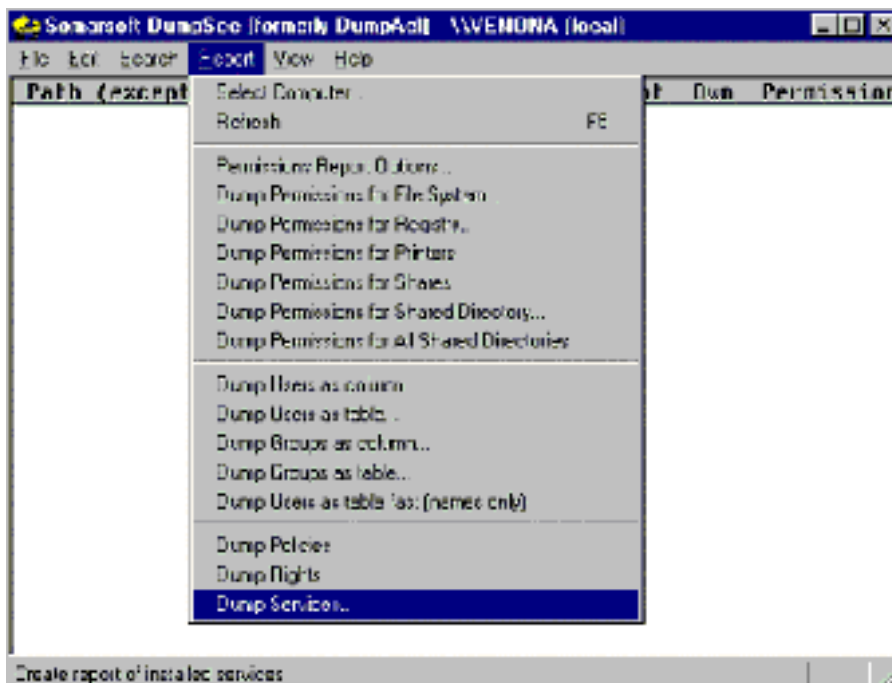 Somarsoft DumpSec (formerly DumpAcl) \\VENONA (local)
File Edit Search Report View Help
Path (except Own Permission
Select Computer...
Refresh F5
Permissions Report Options...
Dump Permissions for File System...
Dump Permissions for Registry...
Dump Permissions for Printers
Dump Permissions for Shares
Dump Permissions for Shared Directory...
Dump Permissions for All Shared Directories
Dump Users as column...
Dump Users as table...
Dump Groups as column...
Dump Groups as table...
Dump Users as table fast (names only)
Dump Policies
Dump Rights
Dump Services...
Create report of installed services